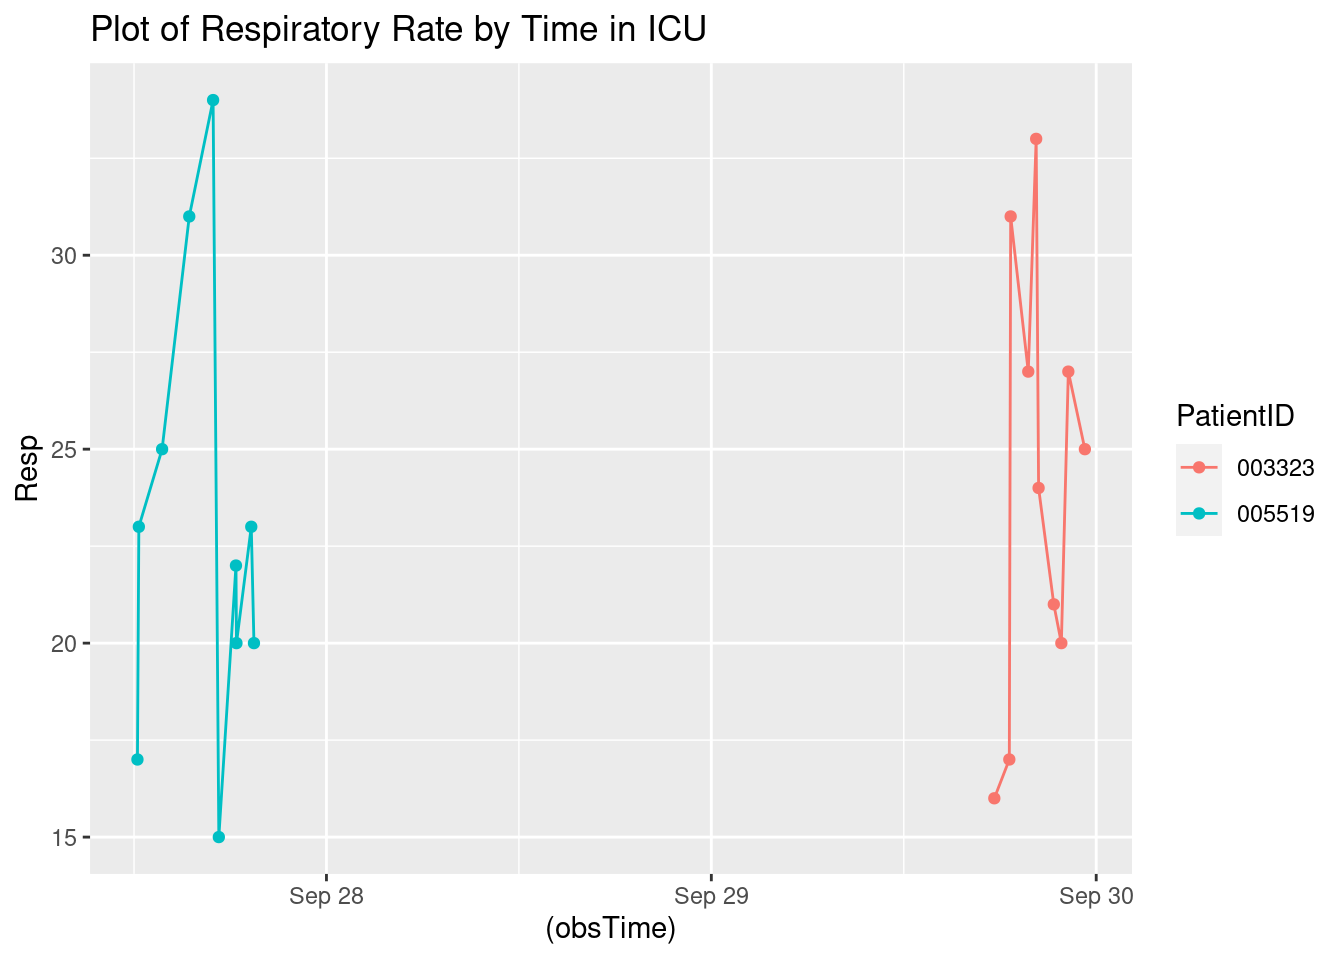 Plot of Respiratory Rate by Time in ICU
30
25
20
15
Resp
Sep 28
Sep 29
Sep 30
(obsTime)
PatientID
003323
005519